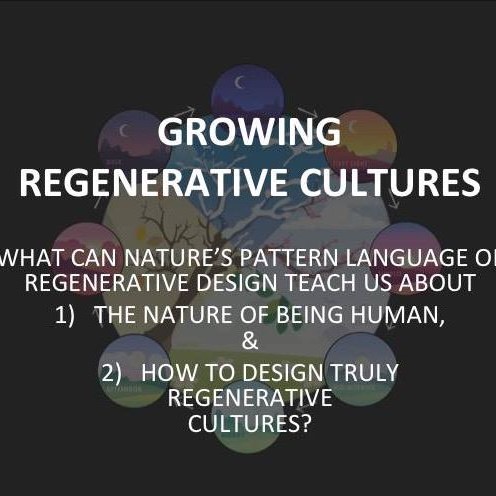 GROWING
REGENERATIVE CULTURES
WHAT CAN NATURE'S PATTERN LANGUAGE
REGENERATIVE DESIGN TEACH US ABOUT
1) THE NATURE OF BEING HUMAN,
&
2) HOW TO DESIGN TRULY
REGENERATIVE
CULTURES?